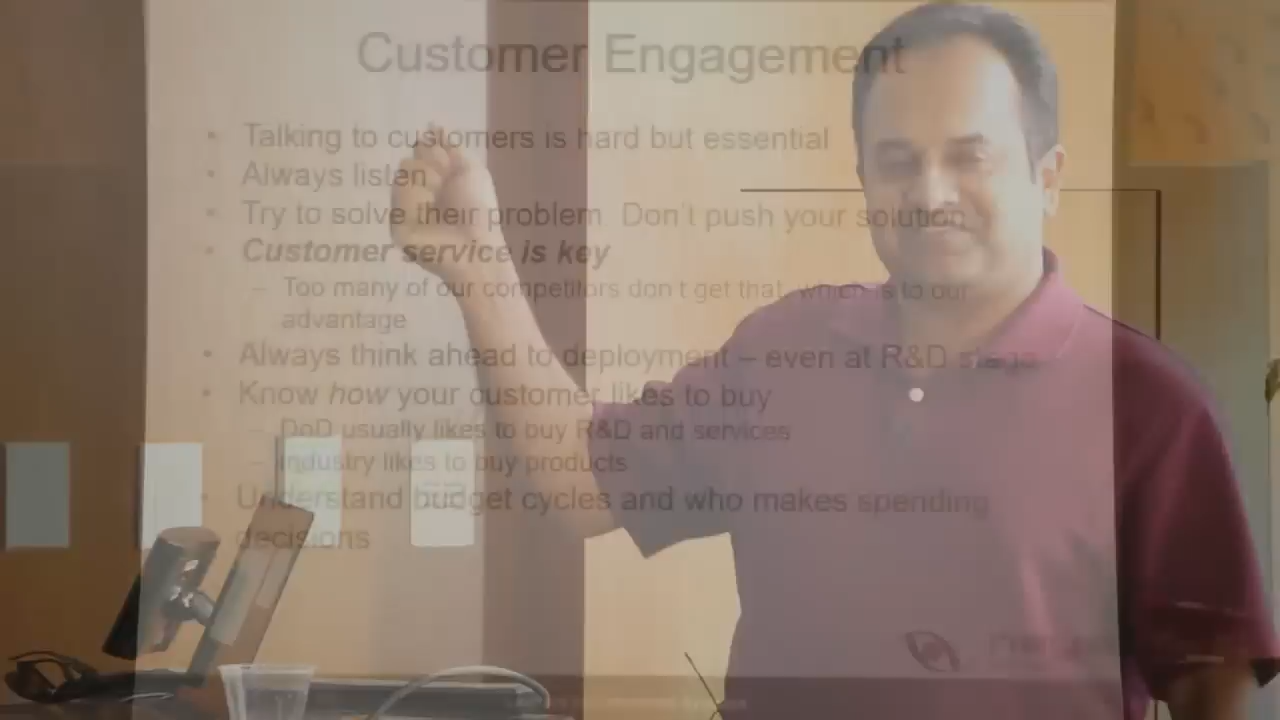 Customer Engagement
• Talking to customers is hard but essential
• Always listen
• Try to solve their problem Don't push your solution
• Customer service is key
– Too many of our competitors don't get that, which is to our
advantage
• Always think ahead to deployment – even at R&D stage
• Know how your customer likes to buy
– DoD usually likes to buy R&D and services
– Industry likes to buy products
• Understand budget cycles and who makes spending
decisions